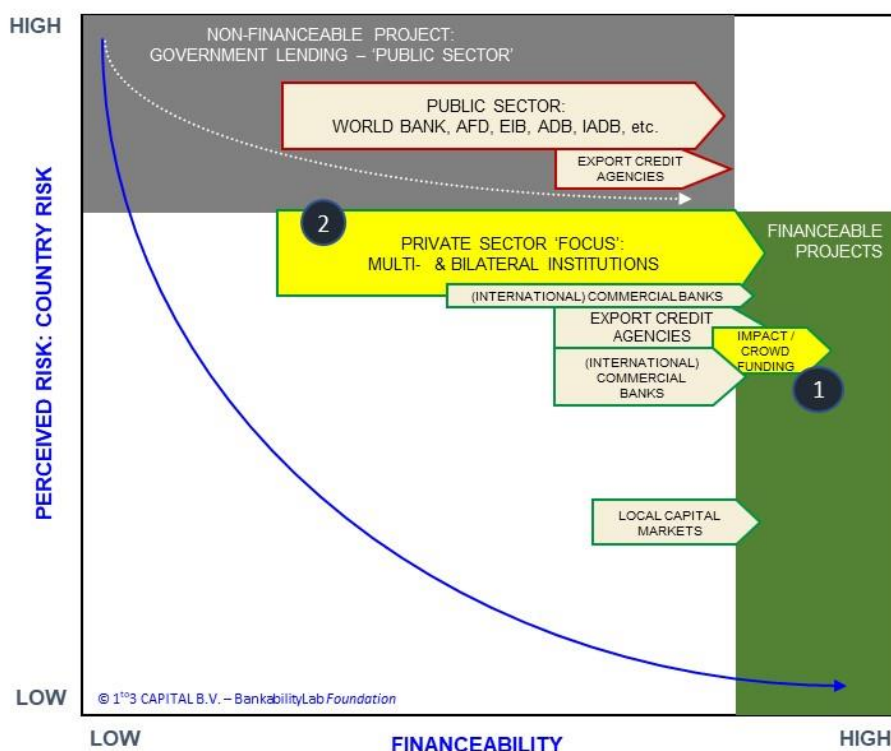 HIGH
NON-FINANCEABLE PROJECT:
GOVERNMENT LENDING – ‘PUBLIC SECTOR’
PUBLIC SECTOR:
WORLD BANK, AFD, EIB, ADB, IADB, etc.
EXPORT CREDIT
AGENCIES
2
PRIVATE SECTOR ‘FOCUS’:
MULTI- & BILATERAL INSTITUTIONS
FINANCEABLE
PROJECTS
(INTERNATIONAL) COMMERCIAL BANKS
EXPORT CREDIT
AGENCIES
IMPACT /
CROWD
FUNDING
1
(INTERNATIONAL)
COMMERCIAL
BANKS
LOCAL CAPITAL
MARKETS
PERCEIVED RISK: COUNTRY RISK
LOW
© 1to3 CAPITAL B.V. – BankabilityLab Foundation
LOW
FINANCEABILITY
HIGH